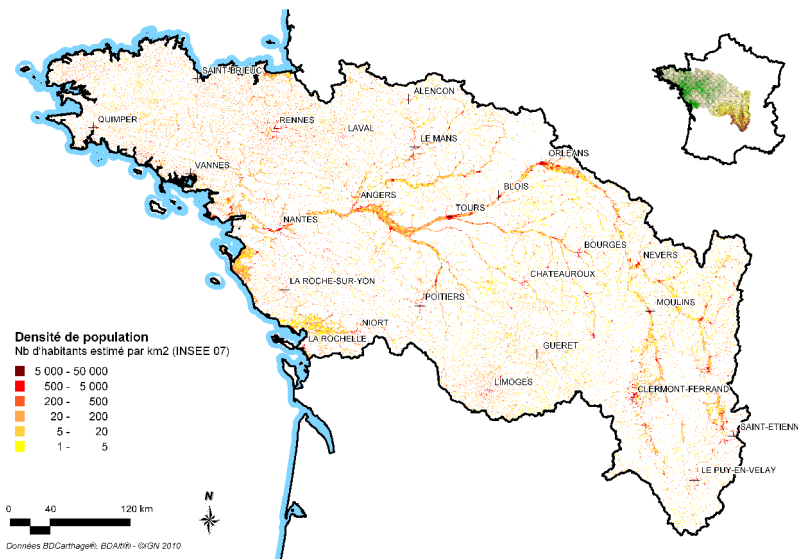 SAINT-BRIEUC
ALENCON
QUIMPER
RENNES
LAVAL
LE MANS
ORLEANS
VANNES
BLOIS
ANGERS
TOURS
NANTES
BOURGES
NEVERS
CHATEAUROUX
LA ROCHE-SUR-YON
POITIERS
MOULINS
NIORT
LA ROCHELLE
GUERET
LIMOGES
CLERMONT-FERRAND
SAINT-ETIENN
LE PUY-EN-VELAY
Densité de population
Nb d'habitants estimé par km2 (INSEE 07)
5 000 - 50 000
500 - 5 000
200 - 500
20 - 200
5 - 20
1 - 5
0 40 120 km
N
Données BDCarthage®, BDAlti® - ©IGN 2010